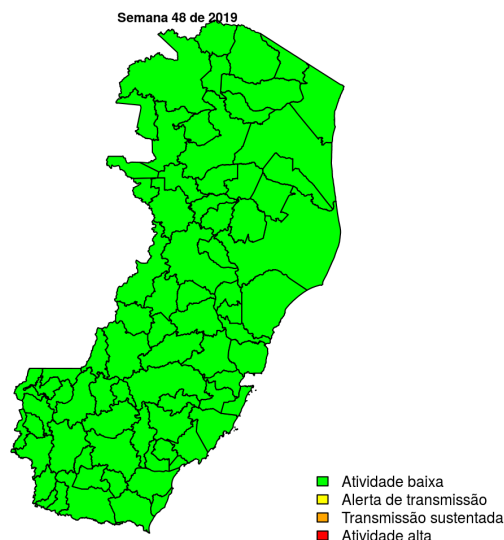 Semana 48 de 2019
Atividade baixa
Alerta de transmissão
Transmissão sustentada
Atividade alta